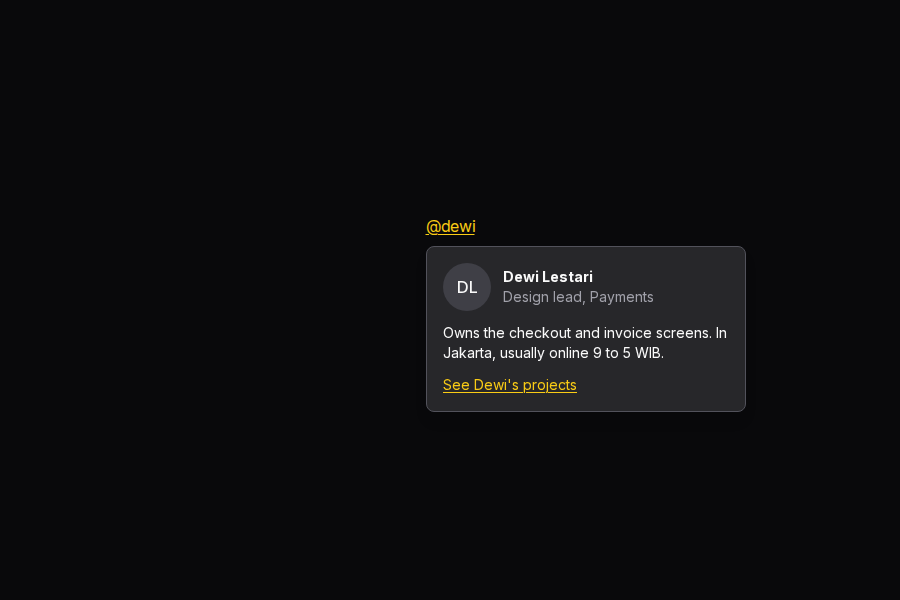 @dewi
DL
Dewi Lestari
Design lead, Payments
Owns the checkout and invoice screens. In
Jakarta, usually online 9 to 5 WIB.
See Dewi's projects